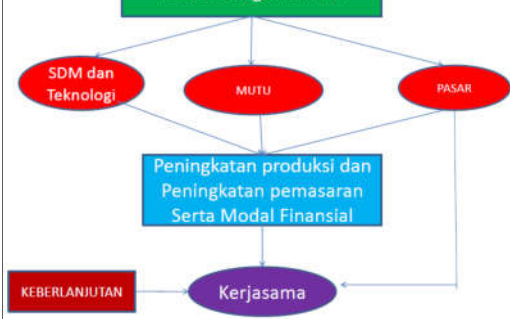 SDM dan
Teknologi
MUTU
PASAR
Peningkatan produksi dan
Peningkatan pemasaran
Serta Modal Finansial
KEBERLANJUTAN
Kerjasama